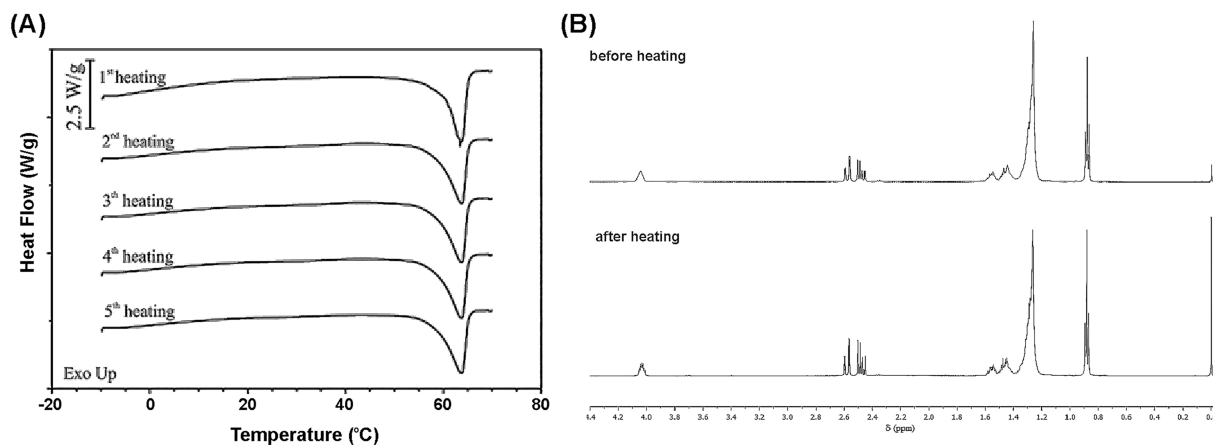 (A)
2.5 W/g
1st heating
2nd heating
3th heating
4th heating
5th heating
Exo Up
Heat Flow (W/g)
-20 0 20 40 60 80
Temperature (°C)
(B)
before heating
after heating
4.4 4.0 3.8 3.6 3.4 3.2 3.0 2.8 2.6 2.4 2.2 2.0 1.8 1.6 1.4 1.2 1.0 0.8 0.6 0.4 0.2 0.0
δ (ppm)